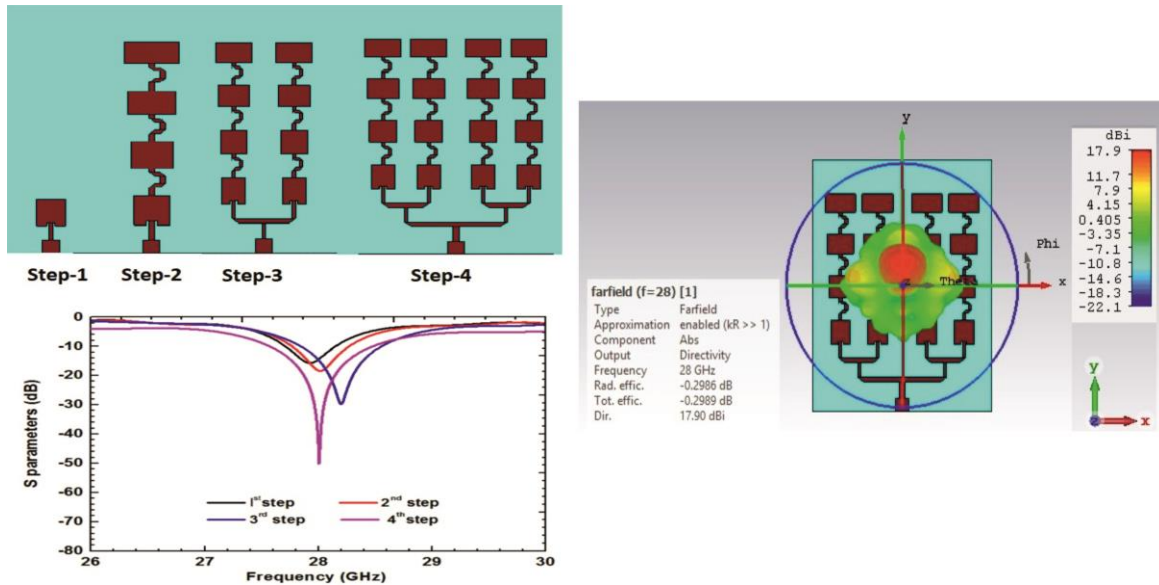 Step-1 Step-2 Step-3 Step-4
0
-10
-20
-30
-40
-50
-60
-70
-80
S parameters (dB)
1st step 2nd step
3rd step 4th step
26 27 28 29 30
Frequency (GHz)
y
Phi
x
Theta
dBi
17.9
11.7
7.9
4.15
0.405
-3.35
-7.1
-10.8
-14.6
-18.3
-22.1
farfield (f=28) [1]
Type Farfield
Approximation enabled (kR >> 1)
Component Abs
Output Directivity
Frequency 28 GHz
Rad. effic. -0.2986 dB
Tot. effic. -0.2989 dB
Dir. 17.90 dBi
y
z x